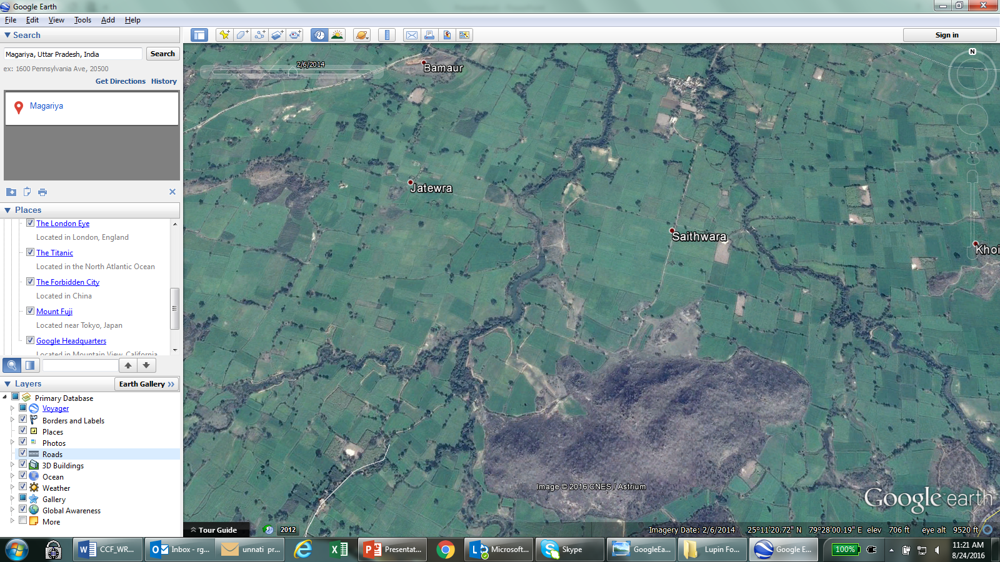 Google Earth
File Edit View Tools Add Help
Search
Magariya, Uttar Pradesh, India
Search
ex: 1600 Pennsylvania Ave, 20500
Get Directions History
Magariya
Places
The London Eye
Located in London, England
The Titanic
Located in the North Atlantic Ocean
The Forbidden City
Located in China
Mount Fuji
Located near Tokyo, Japan
Google Headquarters
Located in Mountain View, California
Layers
Earth Gallery »
Primary Database
Voyager
Borders and Labels
Places
Photos
Roads
3D Buildings
Ocean
Weather
Gallery
Global Awareness
More
Sign in
2/6/2014
N
Bamaur
Jatewra
Saithwara
Khoi
Image © 2016 CNES / Astrium
Google earth
Tour Guide
2012
Imagery Date: 2/6/2014 25°11'20.72" N 79°28'00.19" E elev 706 ft eye alt 9520 ft
CCF_WR...
Inbox - rg...
unnati pr...
Presentat...
Microsoft...
Skype
GoogleEa...
Lupin Fo...
Google E...
100%
11:21 AM
8/24/2016